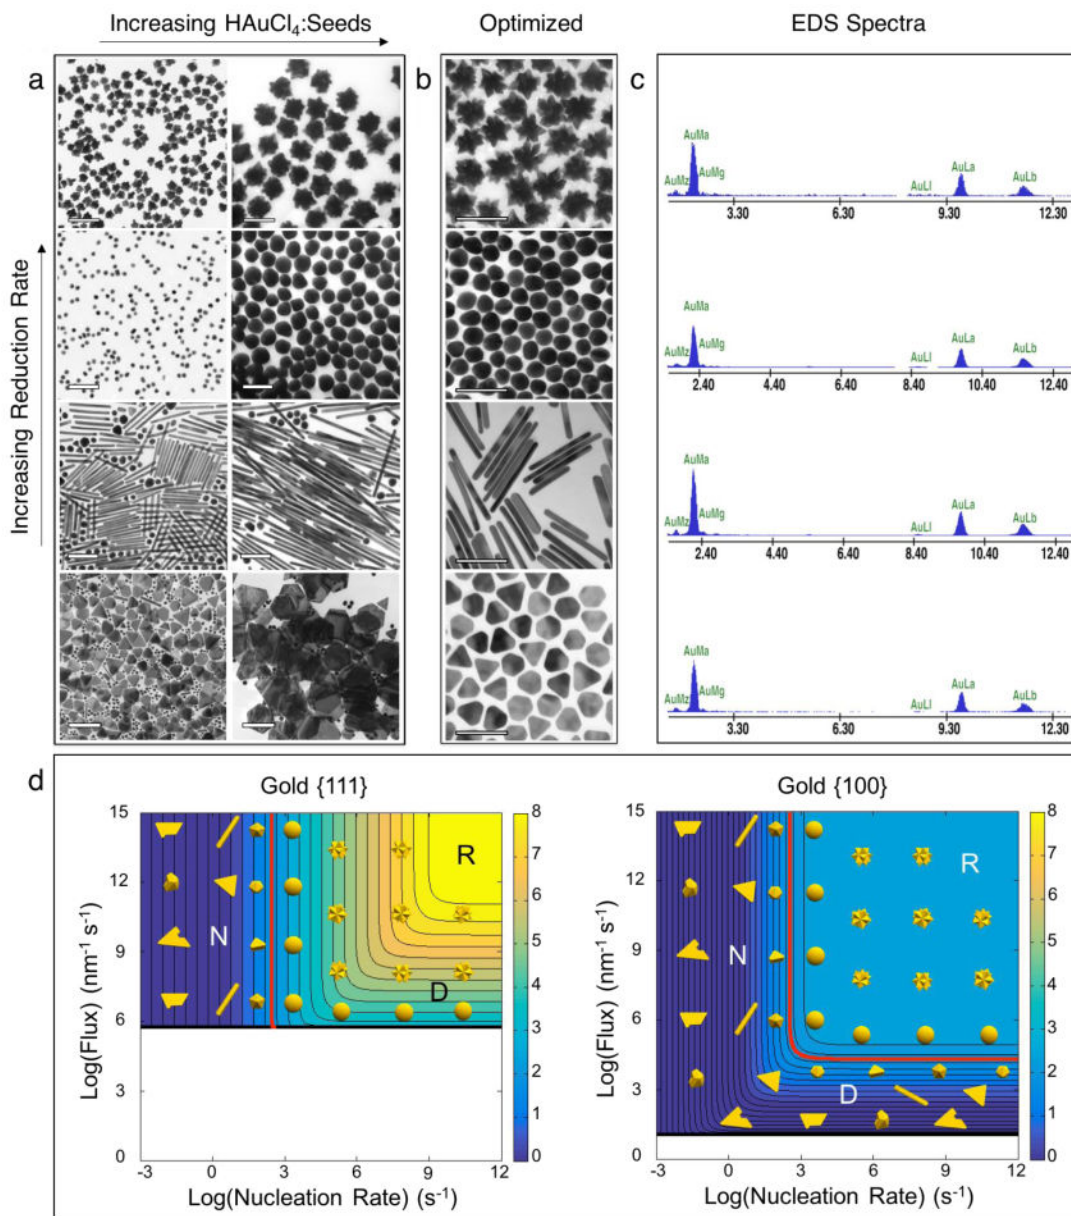 Increasing HAuCl₄:Seeds
Optimized
EDS Spectra
a
b
c
Increasing Reduction Rate
AuMa
AuMz
AuMg
AuLl
AuLa
AuLb
3.30 6.30 9.30 12.30
AuMa
AuMz
AuMg
AuLl
AuLa
AuLb
2.40 4.40 6.40 8.40 10.40 12.40
AuMa
AuMz
AuMg
AuLl
AuLa
AuLb
2.40 4.40 6.40 8.40 10.40 12.40
AuMa
AuMz
AuMg
AuLl
AuLa
AuLb
3.30 6.30 9.30 12.30
d
Gold {111}
Log(Flux) (nm⁻¹ s⁻¹)
15
12
9
6
3
0
N
D
R
-3 0 3 6 9 12
Log(Nucleation Rate) (s⁻¹)
8
7
6
5
4
3
2
1
0
Gold {100}
Log(Flux) (nm⁻¹ s⁻¹)
15
12
9
6
3
0
N
D
R
-3 0 3 6 9 12
Log(Nucleation Rate) (s⁻¹)
8
7
6
5
4
3
2
1
0